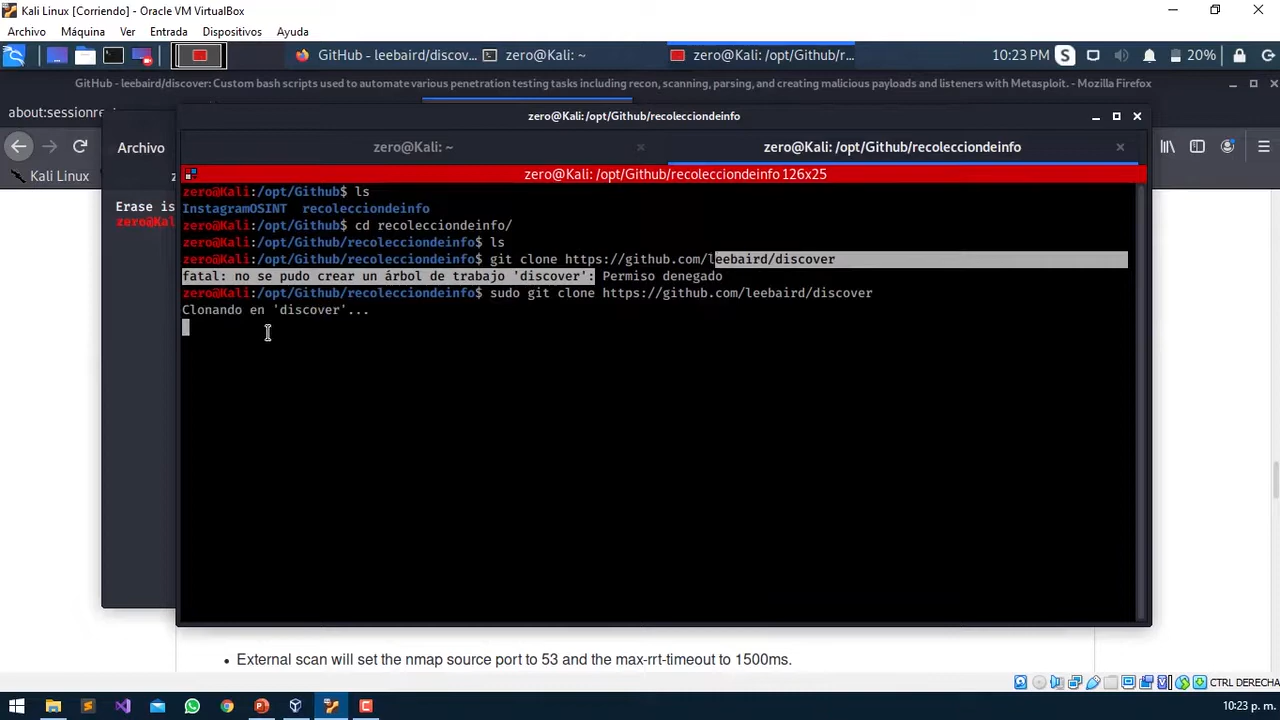 Kali Linux [Corriendo] - Oracle VM VirtualBox
Archivo Máquina Ver Entrada Dispositivos Ayuda
GitHub - leebaird/discov... zero@Kali: ~ zero@Kali: /opt/Github/r... 10:23 PM S 20%
GitHub - leebaird/discover: Custom bash scripts used to automate various penetration testing tasks including recon, scanning, parsing, and creating malicious payloads and listeners with Metasploit. - Mozilla Firefox
about:sessionre
zero@Kali:/opt/Github/recolecciondeinfo
Archivo zero@Kali: ~ zero@Kali: /opt/Github/recolecciondeinfo
Kali Linux zero@Kali: /opt/Github/recolecciondeinfo 126x25
zero@Kali:/opt/Github$ ls
Erase is InstagramOSINT recolecciondeinfo
zero@Kal zero@Kali:/opt/Github$ cd recolecciondeinfo/
zero@Kali:/opt/Github/recolecciondeinfo$ ls
zero@Kali:/opt/Github/recolecciondeinfo$ git clone https://github.com/leebaird/discover
fatal: no se pudo crear un árbol de trabajo 'discover': Permiso denegado
zero@Kali:/opt/Github/recolecciondeinfo$ sudo git clone https://github.com/leebaird/discover
Clonando en 'discover'...
• External scan will set the nmap source port to 53 and the max-rrt-timeout to 1500ms.
CTRL DERECHA
10:23 p. m.